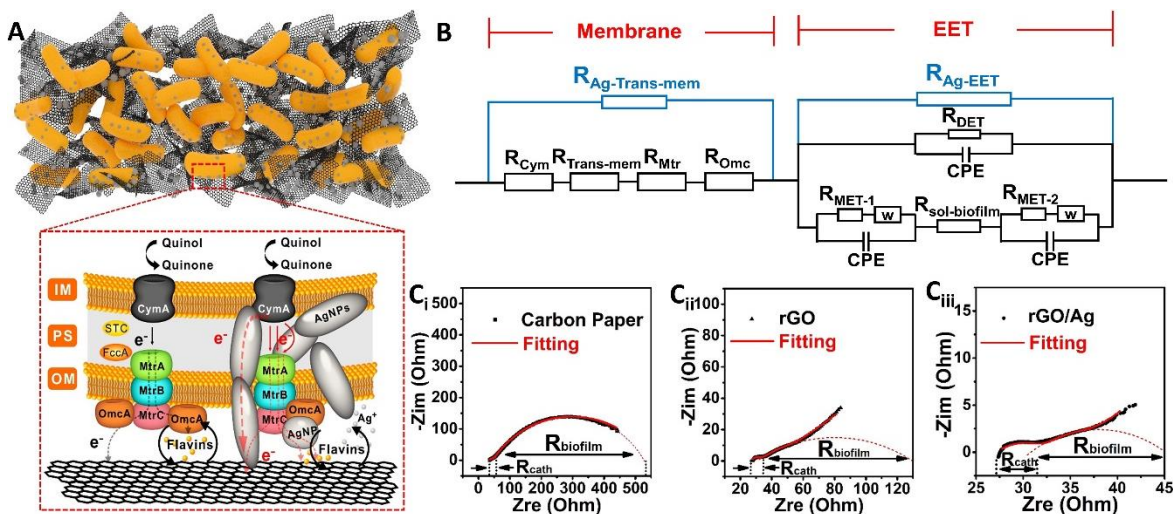 A
Quinol
Quinone
Quinol
Quinone
IM
CymA
CymA
AgNPs
PS
STC
e-
e-
e-
FccA
MtrA
MtrA
OM
MtrB
MtrB
OmcA
MtrC
OmcA
MtrC
OmcA
AgNP
Ag+
e-
Flavins
e-
Flavins
B
Membrane
EET
RAg-Trans-mem
RAg-EET
RDET
CPE
RCym
RTrans-mem
RMtr
ROmc
RMET-1
W
Rsol-biofilm
RMET-2
W
CPE
CPE
Ci
500
400
300
200
100
0
-Zim (Ohm)
Carbon Paper
Fitting
Rbiofilm
Rcath
0 100 200 300 400 500
Zre (Ohm)
Cii
100
80
60
40
20
0
-Zim (Ohm)
rGO
Fitting
Rbiofilm
Rcath
20 40 60 80 100 120
Zre (Ohm)
Ciii
15
10
5
0
-Zim (Ohm)
rGO/Ag
Fitting
Rbiofilm
Rcath
25 30 35 40 45
Zre (Ohm)